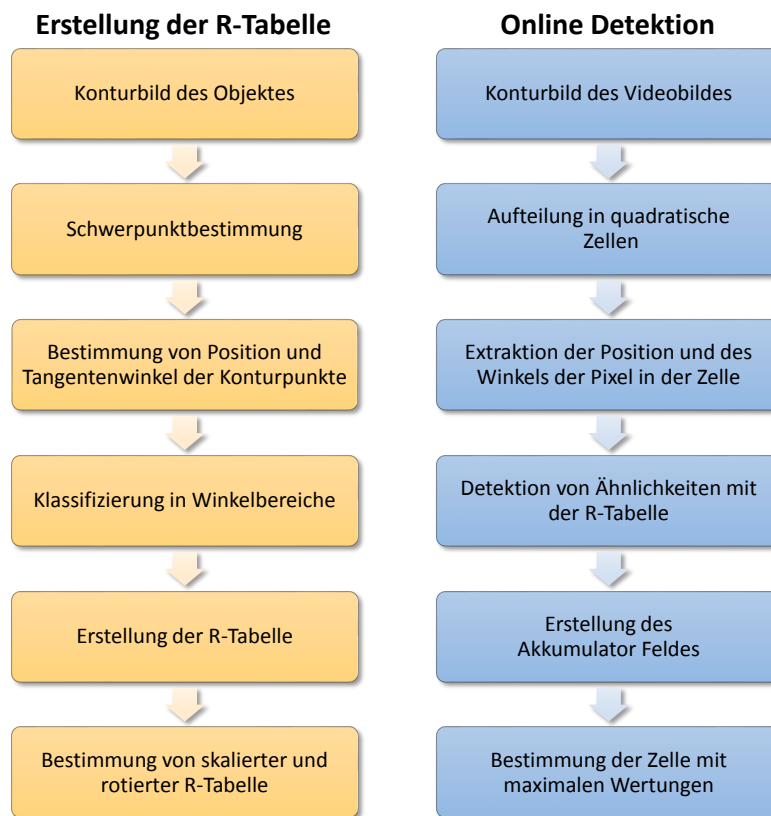 Erstellung der R-Tabelle
Konturbild des Objektes
Schwerpunktbestimmung
Bestimmung von Position und
Tangentenwinkel der Konturpunkte
Klassifizierung in Winkelbereiche
Erstellung der R-Tabelle
Bestimmung von skalierter und
rotierter R-Tabelle
Online Detektion
Konturbild des Videobildes
Aufteilung in quadratische
Zellen
Extraktion der Position und des
Winkels der Pixel in der Zelle
Detektion von Ähnlichkeiten mit
der R-Tabelle
Erstellung des
Akkumulator Feldes
Bestimmung der Zelle mit
maximalen Wertungen